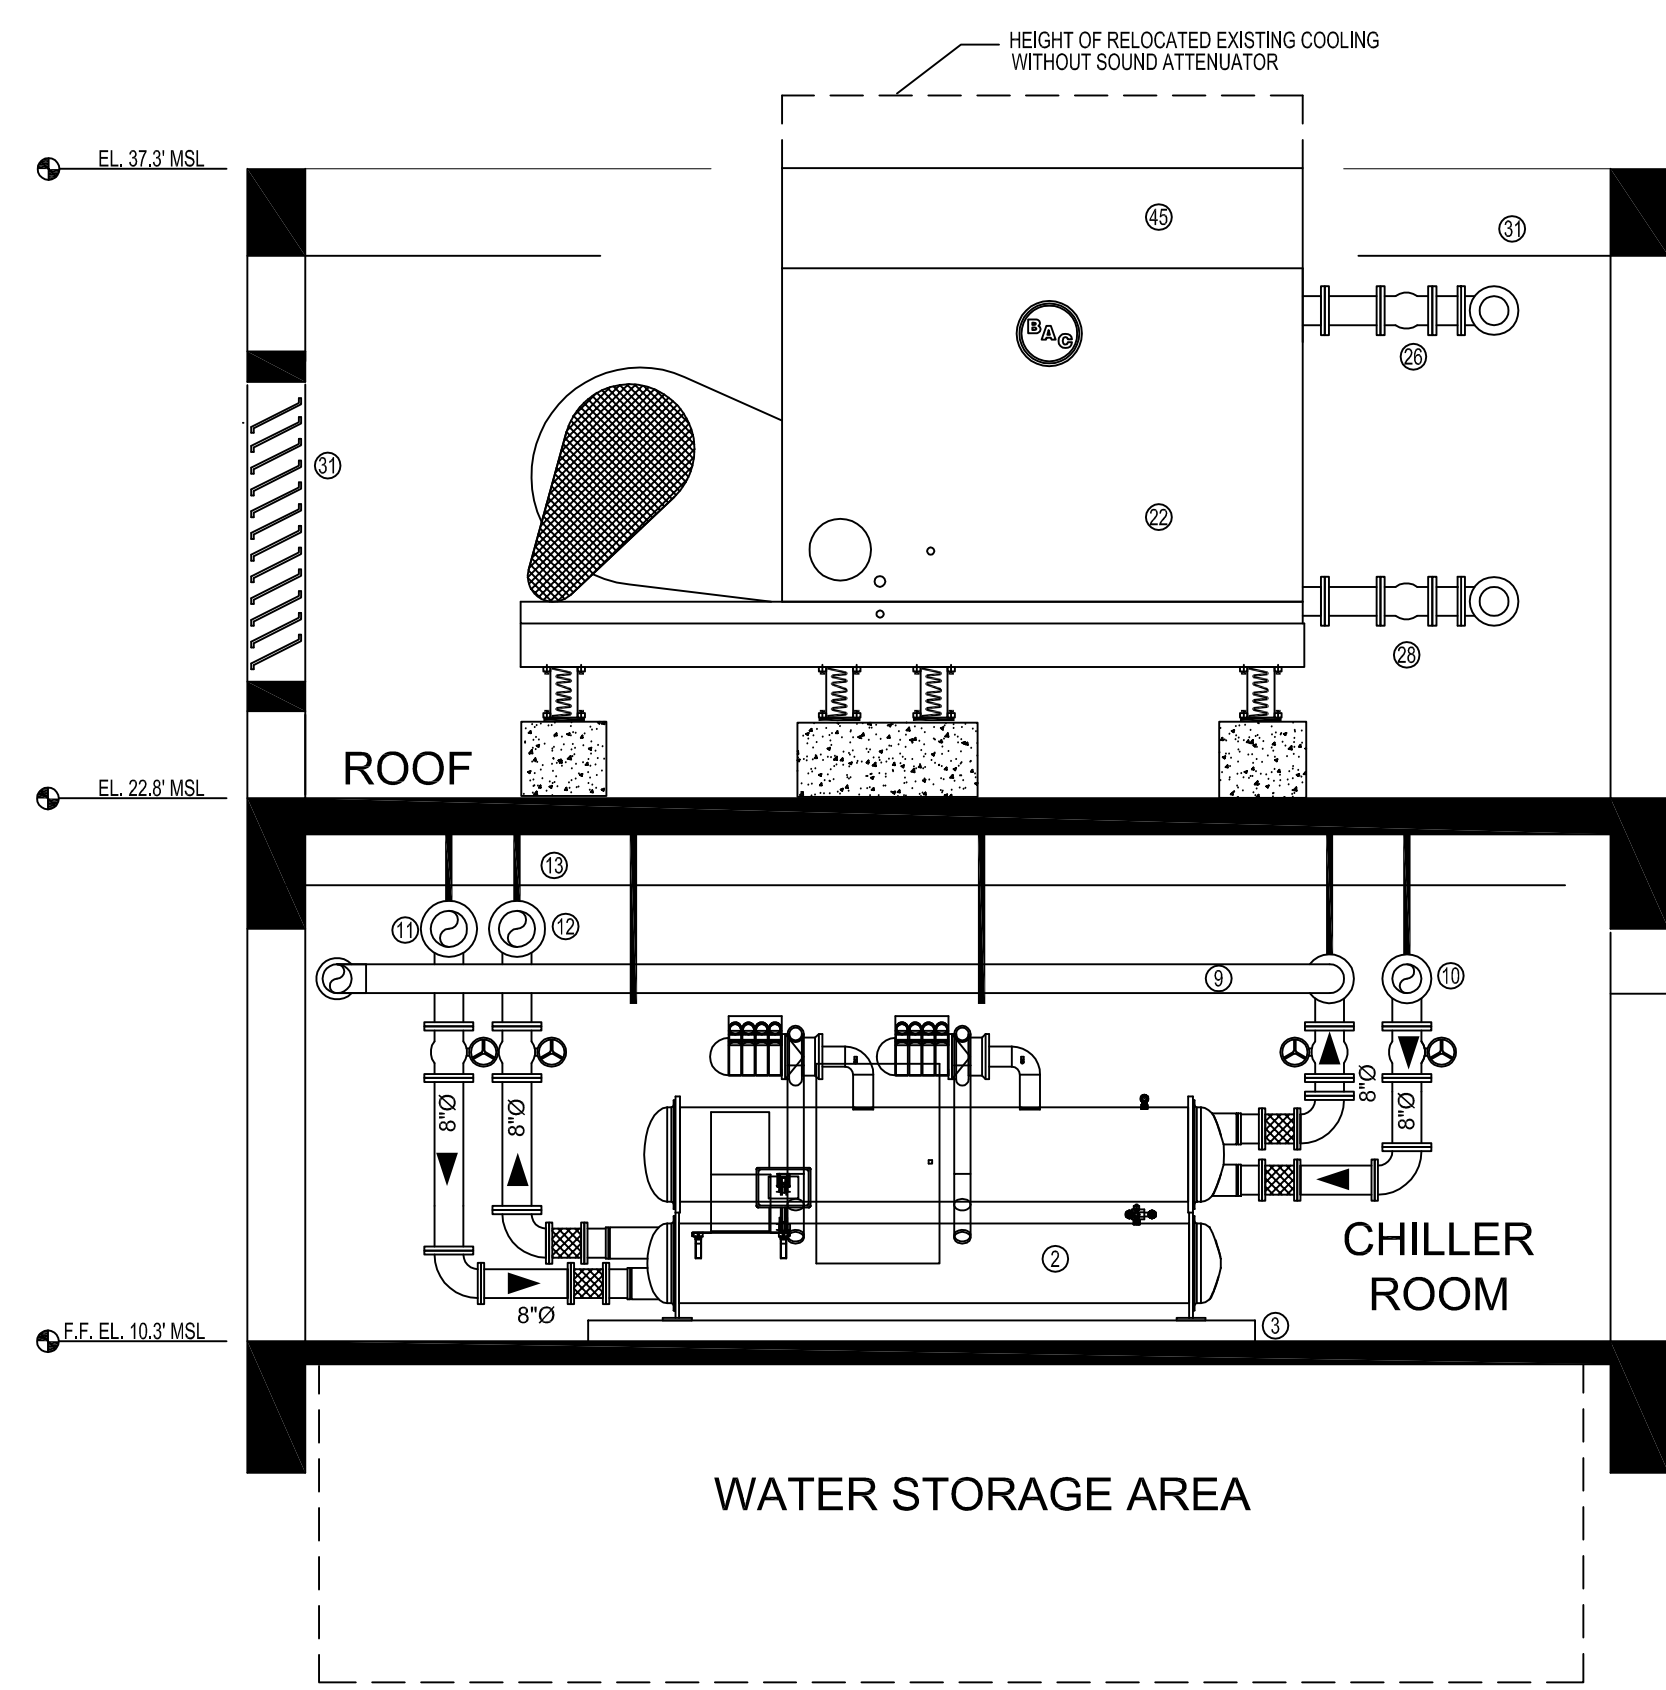 HEIGHT OF RELOCATED EXISTING COOLING
WITHOUT SOUND ATTENUATOR
EL. 37.3' MSL
45
31
BAC
26
31
22
28
ROOF
EL. 22.8' MSL
13
11
12
9
10
8"Ø
8"Ø
8"Ø
8"Ø
CHILLER
ROOM
2
8"Ø
3
F.F. EL. 10.3' MSL
WATER STORAGE AREA